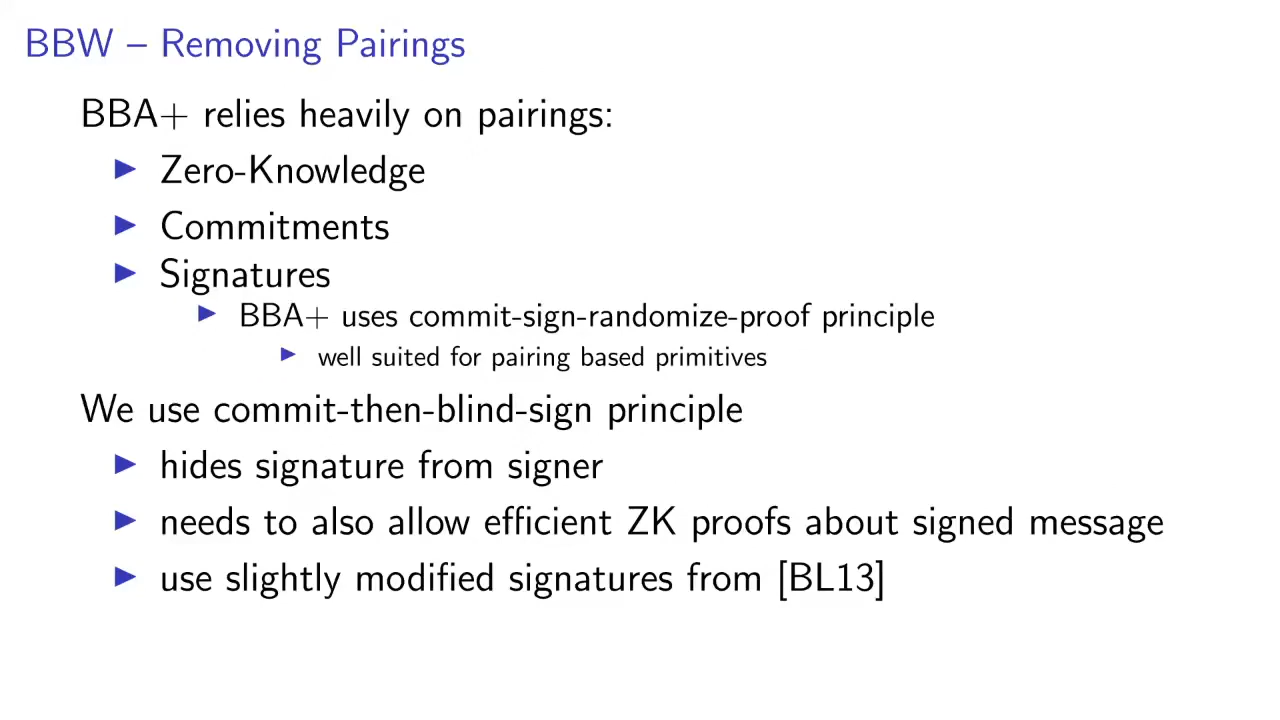 BBW – Removing Pairings
BBA+ relies heavily on pairings:
Zero-Knowledge
Commitments
Signatures
BBA+ uses commit-sign-randomize-proof principle
well suited for pairing based primitives
We use commit-then-blind-sign principle
hides signature from signer
needs to also allow efficient ZK proofs about signed message
use slightly modified signatures from [BL13]